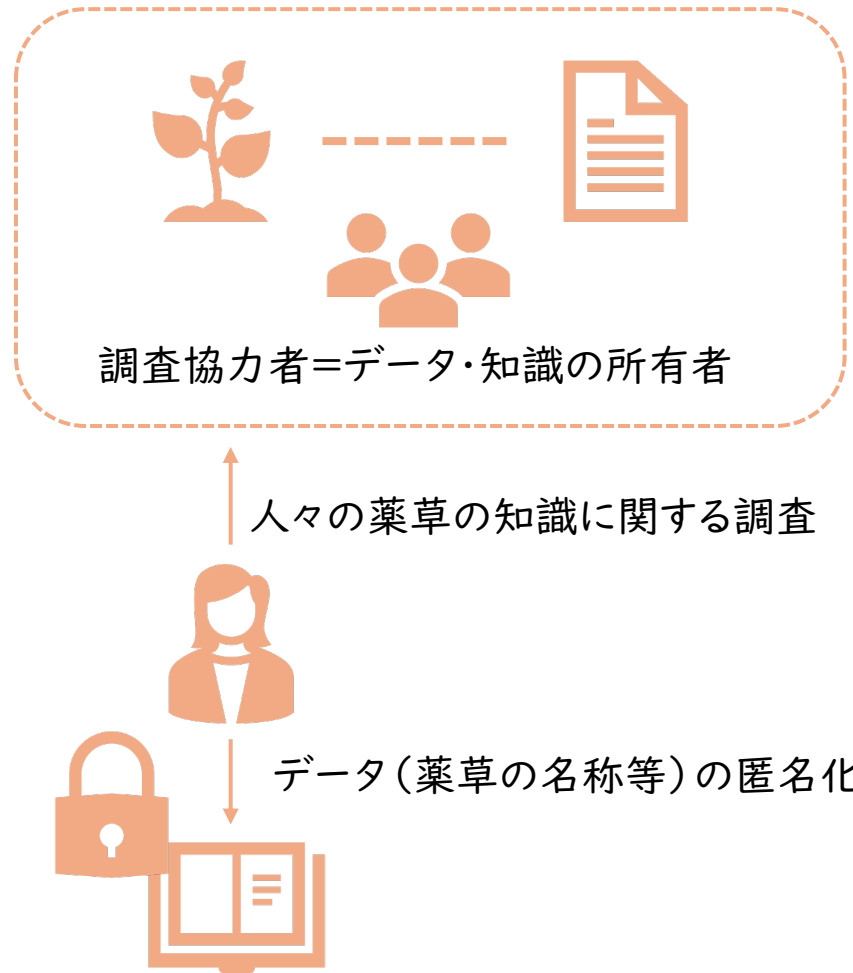 調査協力者=データ・知識の所有者
人々の薬草の知識に関する調査
データ(薬草の名称等)の匿名化